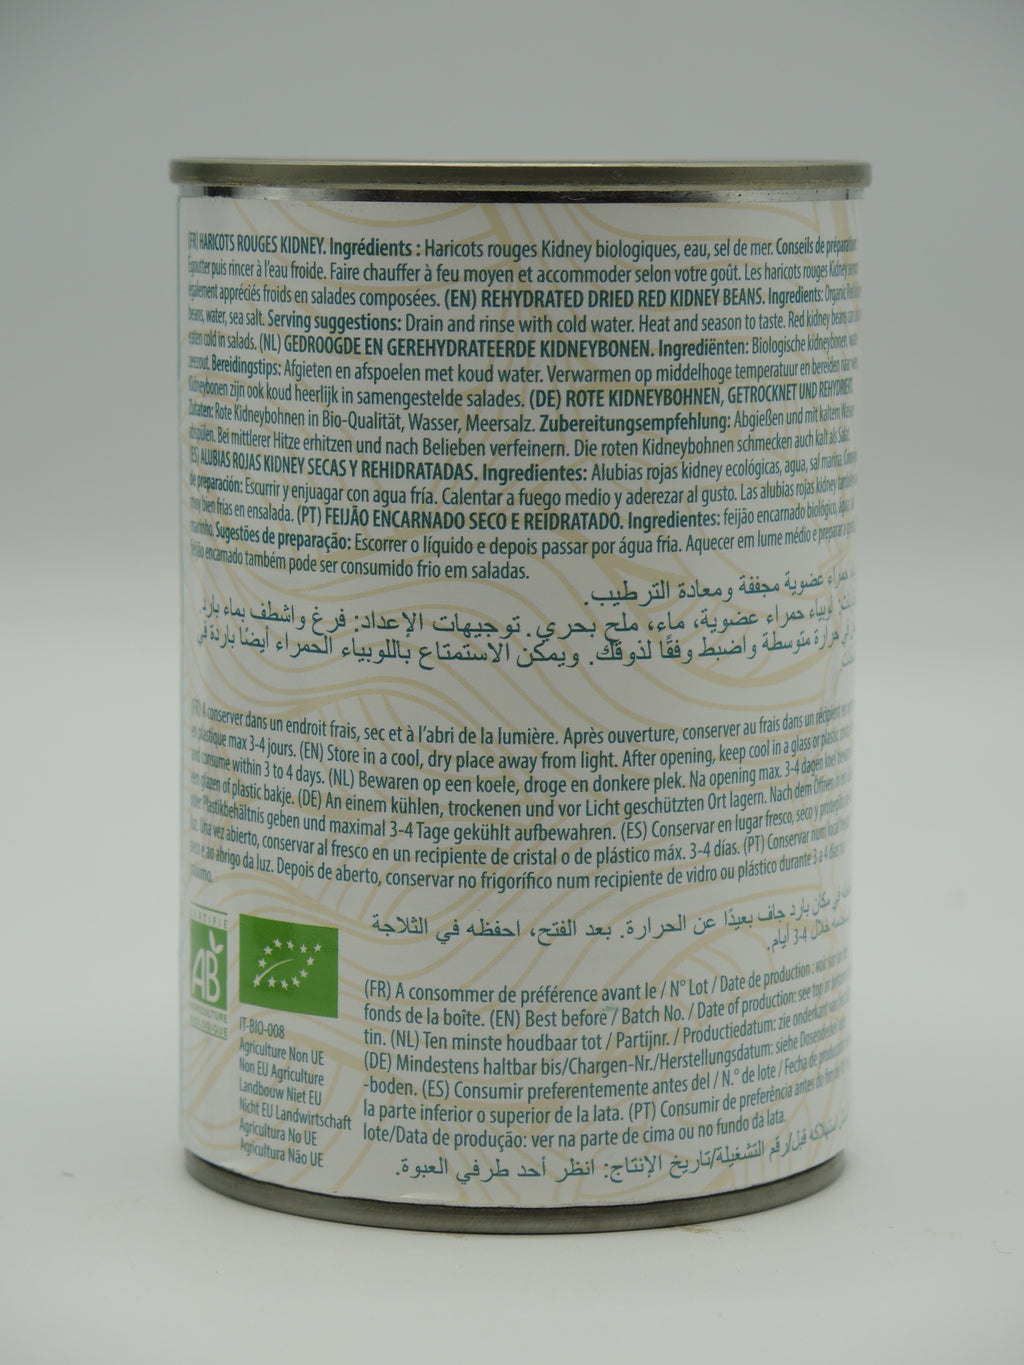 (FR) HARICOTS ROUGES KIDNEY. Ingrédients : Haricots rouges Kidney biologiques, eau, sel de mer. Conseils de préparation:
Égoutter puis rincer à l'eau froide. Faire chauffer à feu moyen et accommoder selon votre goût. Les haricots rouges Kidney
également appréciés froids en salades composées. (EN) REHYDRATED DRIED RED KIDNEY BEANS. Ingredients: Organic
beans, water, sea salt. Serving suggestions: Drain and rinse with cold water. Heat and season to taste. Red kidney beans can
eaten cold in salads. (NL) GEDROOGDE EN GEREHYDRATEERDE KIDNEYBONEN. Ingrediënten: Biologische kidneybonen,
zeezout. Bereidingstips: Afgieten en afspoelen met koud water. Verwarmen op middelhoge temperatuur en bereiden naar
Kidneybonen zijn ook koud heerlijk in samengestelde salades. (DE) ROTE KIDNEYBOHNEN, GETROCKNET UND REHYDRIERT.
Zutaten: Rote Kidneybohnen in Bio-Qualität, Wasser, Meersalz. Zubereitungsempfehlung: Abgießen und mit kaltem Wasser
abspülen. Bei mittlerer Hitze erhitzen und nach Belieben verfeinern. Die roten Kidneybohnen schmecken auch kalt als Salat.
(ES) ALUBIAS ROJAS KIDNEY SECAS Y REHIDRATADAS. Ingredientes: Alubias rojas kidney ecológicas, agua, sal marina.
de preparación: Escurrir y enjuagar con agua fría. Calentar a fuego medio y aderezar al gusto. Las alubias rojas kidney también
muy bien frías en ensalada. (PT) FEIJÃO ENCARNADO SECO E REIDRATADO. Ingredientes: feijão encarnado biológico, água,
marinho. Sugestões de preparação: Escorrer o líquido e depois passar por água fria. Aquecer em lume médio e preparar a
feijão encarnado também pode ser consumido frio em saladas.
حمراء عضوية مجففة ومعادة الترطيب.
لوبياء حمراء عضوية، ماء، ملح بحري. توجيهات الإعداد: فرغ واشطف بماء بارد.
في حرارة متوسطة واضبط وفقًا لذوقك. ويمكن الاستمتاع باللوبياء الحمراء أيضًا باردة في
(FR) A conserver dans un endroit frais, sec et à l'abri de la lumière. Après ouverture, conserver au frais dans un récipient en
en plastique max 3-4 jours. (EN) Store in a cool, dry place away from light. After opening, keep cool in a glass or plastic
and consume within 3 to 4 days. (NL) Bewaren op een koele, droge en donkere plek. Na opening max. 3-4 dagen koel
een glazen of plastic bakje. (DE) An einem kühlen, trockenen und vor Licht geschützten Ort lagern. Nach dem Öffnen in
oder Plastikbehältnis geben und maximal 3-4 Tage gekühlt aufbewahren. (ES) Conservar en lugar fresco, seco y protegido
luz. Una vez abierto, conservar al fresco en un recipiente de cristal o de plástico máx. 3-4 días. (PT) Conservar num local fresco,
seco e ao abrigo da luz. Depois de aberto, conservar no frigorífico num recipiente de vidro ou plástico durante 3 a 4 dias
máximo.
في مكان بارد جاف بعيدًا عن الحرارة. بعد الفتح، احفظه في الثلاجة
خلال 3-4 أيام.
CERTIFIÉ
AB
AGRICULTURE
BIOLOGIQUE
IT-BIO-008
Agriculture Non UE
Non EU Agriculture
Landbouw Niet EU
Nicht EU Landwirtschaft
Agricultura No UE
Agricultura Não UE
(FR) A consommer de préférence avant le / N° Lot / Date de production : voir sur un
fonds de la boîte. (EN) Best before / Batch No. / Date of production: see top or bottom
tin. (NL) Ten minste houdbaar tot / Partijnr. / Productiedatum: zie onderkant van het
(DE) Mindestens haltbar bis/Chargen-Nr./Herstellungsdatum: siehe Dosendeckel oder
-boden. (ES) Consumir preferentemente antes del / N.° de lote / Fecha de producción:
la parte inferior o superior de la lata. (PT) Consumir de preferência antes do
lote/Data de produção: ver na parte de cima ou no fundo da lata.
استهلاكه قبل/رقم التشغيلة/تاريخ الإنتاج: انظر أحد طرفي العبوة.